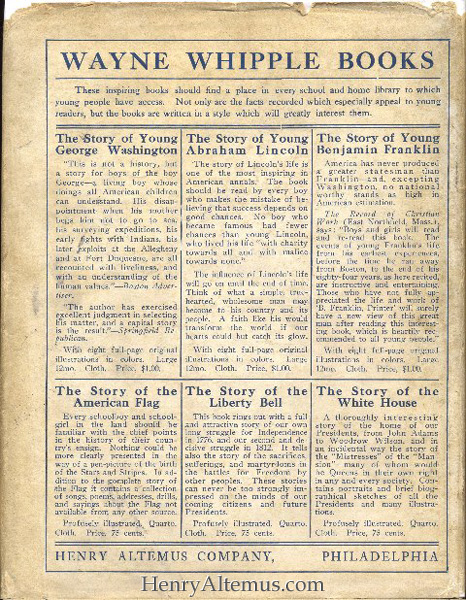 WAYNE WHIPPLE BOOKS
These inspiring books should find a place in every school and home library to which
young people have access. Not only are the facts recorded which especially appeal to young
readers, but the books are written in a style which will greatly interest them.
The Story of Young
George Washington
"This is not a history, but
a story for boys of the boy
George—a living boy whose
doings all American children
can understand. His disap-
pointment when his mother
begs him not to go to sea,
his surveying expeditions, his
early fights with Indians, his
later exploits at the Allegheny
and at Fort Duquesne, are all
recounted with liveliness, and
with an understanding of the
human values."—Boston Adver-
tiser.
"The author has exercised
excellent judgment in selecting
his matter, and a capital story
is the result."—Springfield Re-
publican.
With eight full-page original
illustrations in colors. Large
12mo. Cloth. Price, $1.00.
The Story of Young
Abraham Lincoln
The story of Lincoln's life is
one of the most inspiring in
American annals. The book
should be read by every boy
who makes the mistake of be-
lieving that success depends on
good chances. No boy who
became famous had fewer
chances than young Lincoln,
who lived his life "with charity
towards all and with malice
towards none."
The influence of Lincoln's life
will go on until the end of time.
Think of what a simple, true-
hearted, wholesome man may
become to his country and its
people. A faith like his would
transform the world if our
hearts could but catch its glow.
With eight full-page original
illustrations in colors. Large
12mo. Cloth. Price, $1.00.
The Story of Young
Benjamin Franklin
America has never produced
a greater statesman than
Franklin—and, excepting
Washington, no national
worthy stands as high in
American estimation.
The Record of Christian
Work (East Northfield, Mass.),
says: "Boys and girls will read
and re-read this book. The
events of young Franklin's life
from his earliest experiences,
before the time he ran away
from Boston, to the end of his
eighty-four years, as here recited,
are instructive and entertaining.
Those who have not fully ap-
preciated the life and work of
'B. Franklin, Printer' will surely
have a new view of this great
man after reading this interest-
ing book, which is heartily rec-
ommended to all young people."
With eight full-page original
illustrations in colors. Large
12mo. Cloth. Price, $1.00.
The Story of the
American Flag
Every schoolboy and school-
girl in the land should be
familiar with the chief points
in the history of their coun-
try's ensign. Nothing could be
more clearly presented in the
way of a pen-picture of the birth
of the Stars and Stripes. In ad-
dition to the complete story of
the Flag it contains a collection
of songs, poems, addresses, drills,
and sayings about the Flag not
available from any other source.
Profusely illustrated. Quarto.
Cloth. Price, 75 cents.
The Story of the
Liberty Bell
This book rings out with a full
and attractive story of our own
long struggle for Independence
in 1776, and our second and de-
cisive struggle in 1812. It tells
also the story of the sacrifices,
sufferings, and martyrdoms in
the battles for Freedom by
other peoples. These stories
can never be too strongly im-
pressed on the minds of our
coming citizens and future
Presidents.
Profusely illustrated. Quarto.
Cloth. Price, 75 cents.
The Story of the
White House
A thoroughly interesting
story of the home of our
Presidents, from John Adams
to Woodrow Wilson, and in
an incidental way the story of
the "Mistresses" of the "Man-
sion" many of whom would
be Queens in their own right
in any and every society. Con-
tains portraits and brief biog-
raphical sketches of all the
Presidents and many illustra-
tions.
Profusely illustrated. Quarto.
Cloth. Price, 75 cents.
HENRY ALTEMUS COMPANY, PHILADELPHIA
HenryAltemus.com